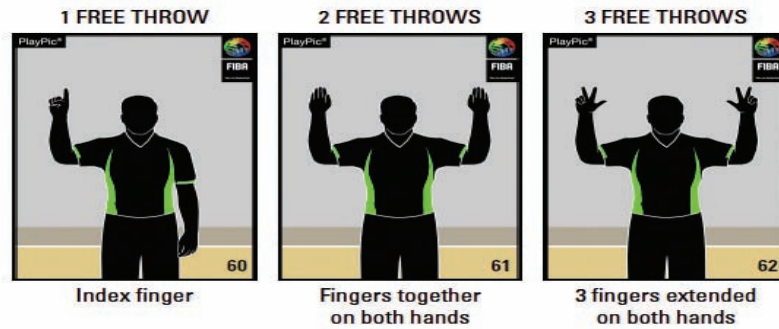 1 FREE THROW
2 FREE THROWS
3 FREE THROWS
PlayPic®
FIBA
PlayPic®
FIBA
PlayPic®
FIBA
60
61
62
Index finger
Fingers together
on both hands
3 fingers extended
on both hands